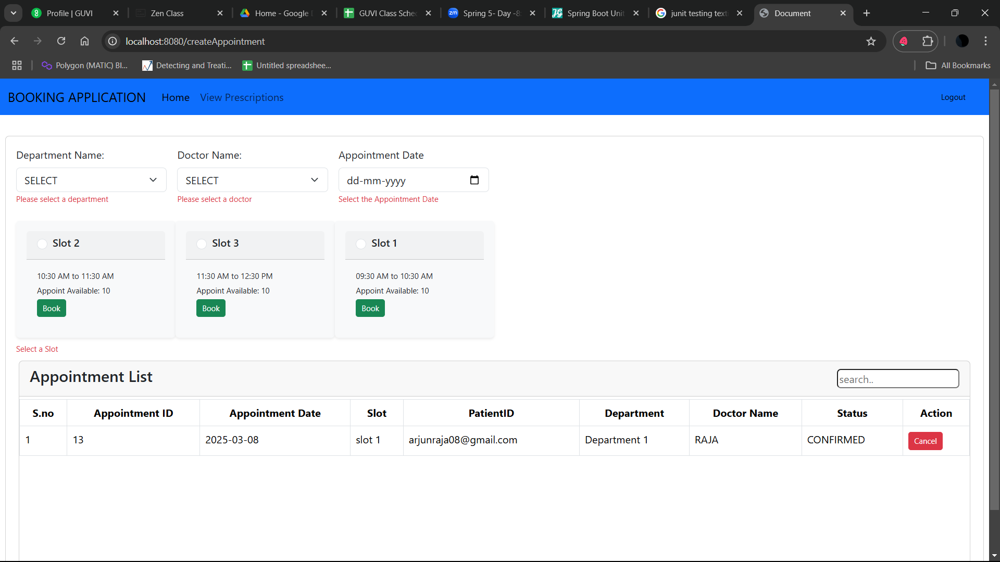 Profile | GUVI
Zen Class
Home - Google
GUVI Class Sche
Spring 5- Day -8
Spring Boot Unit
junit testing text
Document
localhost:8080/createAppointment
Polygon (MATIC) Bl...
Detecting and Treati...
Untitled spreadshee...
All Bookmarks
BOOKING APPLICATION
Home
View Prescriptions
Logout
Department Name:
Doctor Name:
Appointment Date
SELECT
SELECT
dd-mm-yyyy
Please select a department
Please select a doctor
Select the Appointment Date
Slot 2
10:30 AM to 11:30 AM
Appoint Available: 10
Book
Slot 3
11:30 AM to 12:30 PM
Appoint Available: 10
Book
Slot 1
09:30 AM to 10:30 AM
Appoint Available: 10
Book
Select a Slot
Appointment List
search..
S.no Appointment ID Appointment Date Slot PatientID Department Doctor Name Status Action
1 13 2025-03-08 slot 1 arjunraja08@gmail.com Department 1 RAJA CONFIRMED Cancel